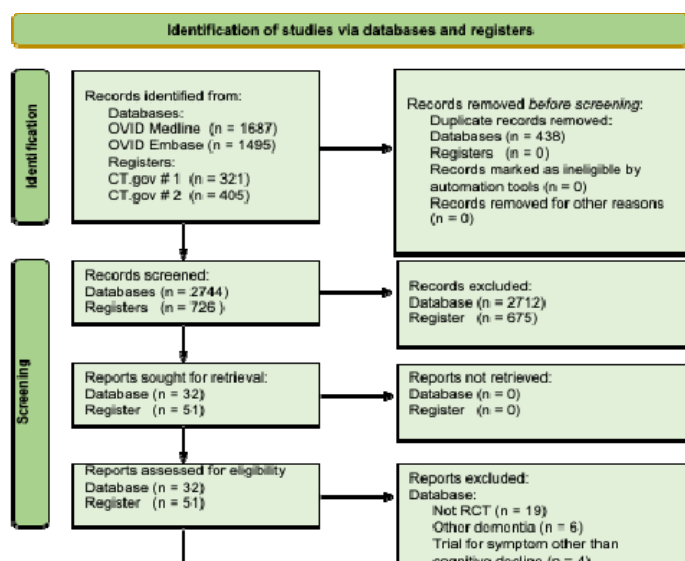 Identification of studies via databases and registers
Identification
Records identified from:
Databases:
OVID Medline (n = 1687)
OVID Embase (n = 1495)
Registers:
CT.gov # 1 (n = 321)
CT.gov # 2 (n = 405)
Records removed before screening:
Duplicate records removed:
Databases (n = 438)
Registers (n = 0)
Records marked as ineligible by
automation tools (n = 0)
Records removed for other reasons
(n = 0)
Screening
Records screened:
Databases (n = 2744)
Registers (n = 726 )
Records excluded:
Database (n = 2712)
Register (n = 675)
Reports sought for retrieval:
Database (n = 32)
Register (n = 51)
Reports not retrieved:
Database (n = 0)
Register (n = 0)
Reports assessed for eligibility
Database (n = 32)
Register (n = 51)
Reports excluded:
Database:
Not RCT (n = 19)
Other dementia (n = 6)
Trial for symptom other than
cognitive decline (n = 4)